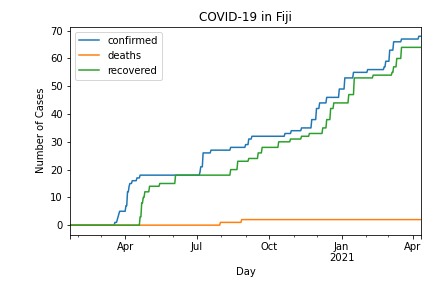 COVID-19 in Fiji
confirmed
deaths
recovered
Number of Cases
70
60
50
40
30
20
10
0
Apr
Jul
Oct
Jan
2021
Apr
Day